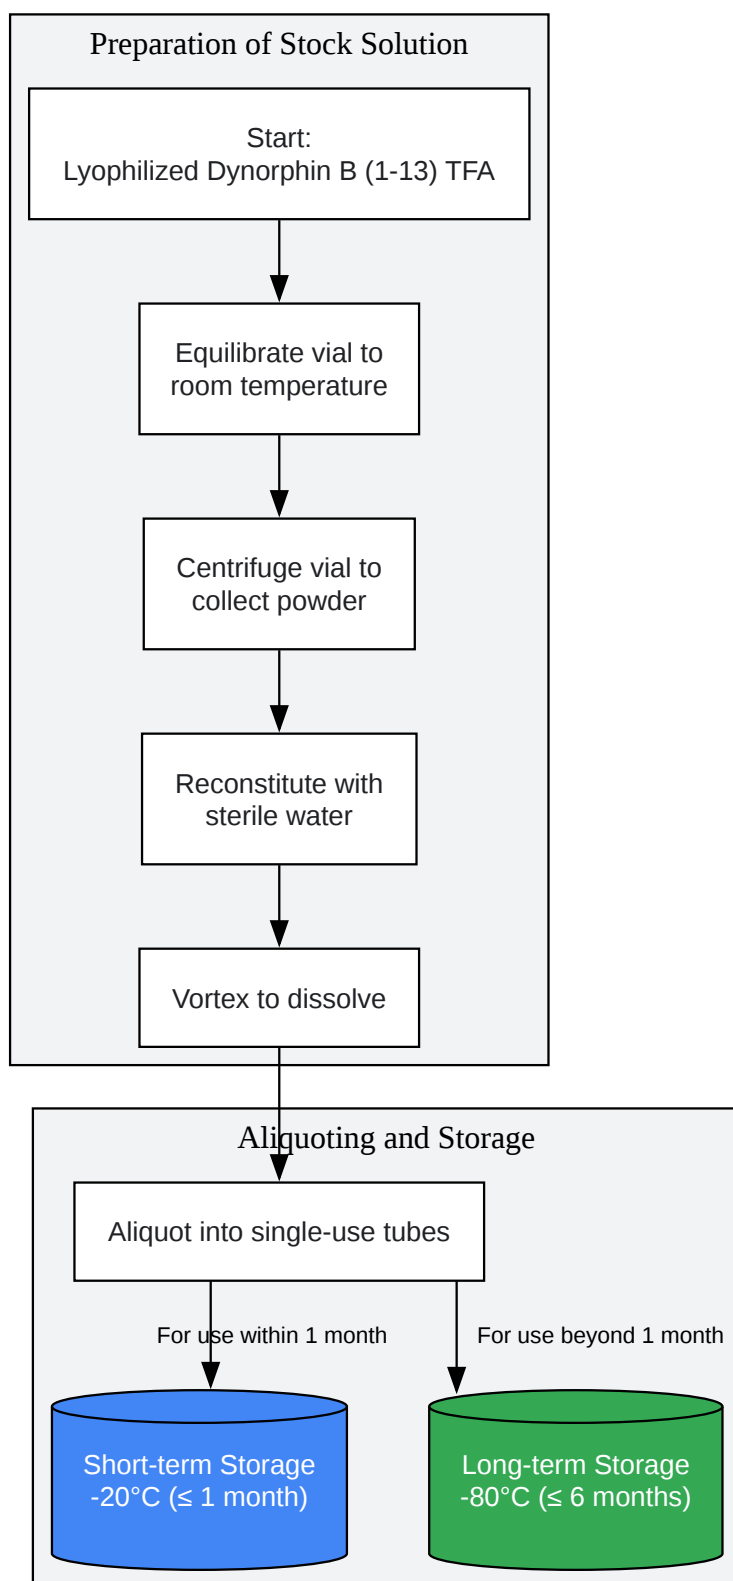 Preparation of Stock Solution
Start:
Lyophilized Dynorphin B (1-13) TFA
Equilibrate vial to
room temperature
Centrifuge vial to
collect powder
Reconstitute with
sterile water
Vortex to dissolve
Aliquoting and Storage
Aliquot into single-use tubes
For use within 1 month
For use beyond 1 month
Short-term Storage
-20°C (≤ 1 month)
Long-term Storage
-80°C (≤ 6 months)